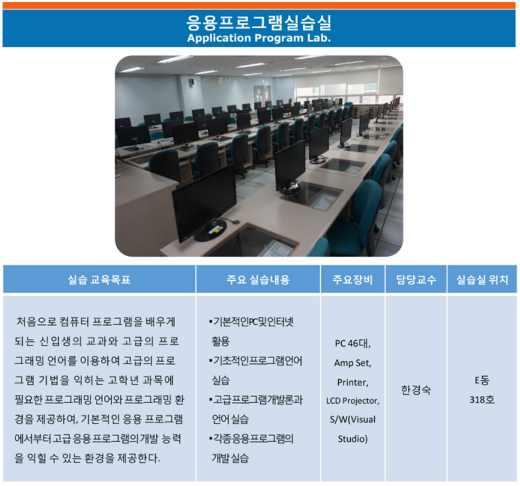 응용프로그램실습실
Application Program Lab.
실습 교육목표
주요 실습내용
주요장비
담당교수
실습실 위치
처음으로 컴퓨터 프로그램을 배우게
되는 신입생의 교과와 고급의 프로
그래밍 언어를 이용하여 고급의 프로
그램 기법을 익히는 고학년 과목에
필요한 프로그래밍 언어와 프로그래밍 환
경을 제공하여, 기본적인 응용 프로그램
에서부터 고급 응용 프로그램의 개발 능력
을 익힐 수 있는 환경을 제공한다.
•기본적인PC및인터넷
활용
•기초적인프로그램언어
실습
•고급프로그램개발론과
언어 실습
•각종응용프로그램의
개발 실습
PC 46대,
Amp Set,
Printer,
LCD Projector,
S/W(Visual
Studio)
한경숙
E동
318호